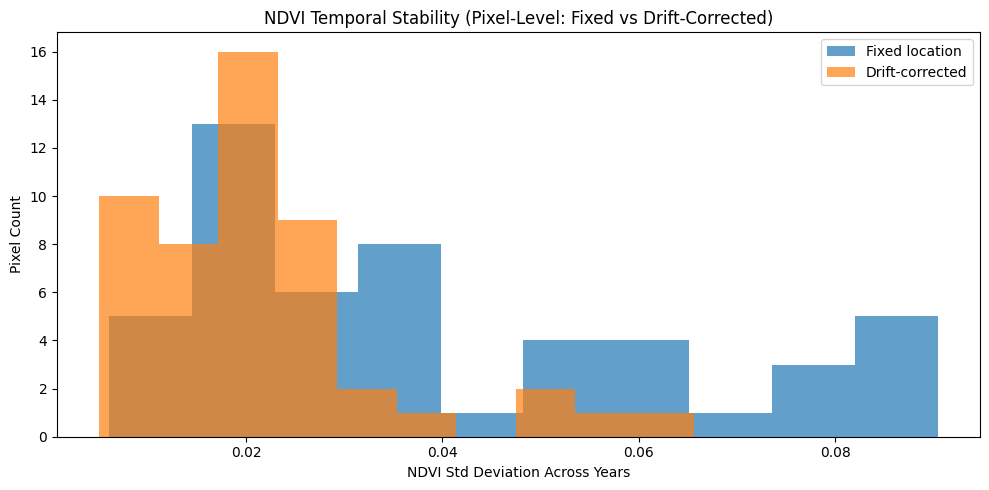 NDVI Temporal Stability (Pixel-Level: Fixed vs Drift-Corrected)
Fixed location
Drift-corrected
Pixel Count
16
14
12
10
8
6
4
2
0
0.02 0.04 0.06 0.08
NDVI Std Deviation Across Years